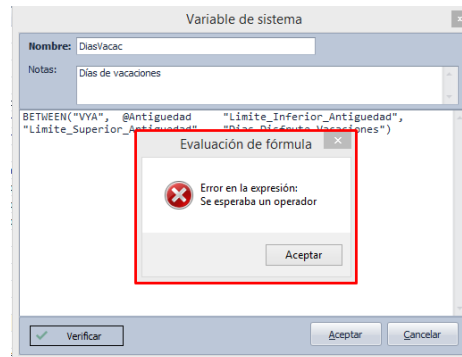 Variable de sistema
x
Nombre: DiasVacac
Notas: Días de vacaciones
BETWEEN("VYA", @Antiguedad "Limite_Inferior_Antiguedad",
"Limite_Superior_Antiguedad" "Dias_Disfrute_Vacaciones")
Evaluación de fórmula
Error en la expresión:
Se esperaba un operador
Aceptar
Verificar Aceptar Cancelar